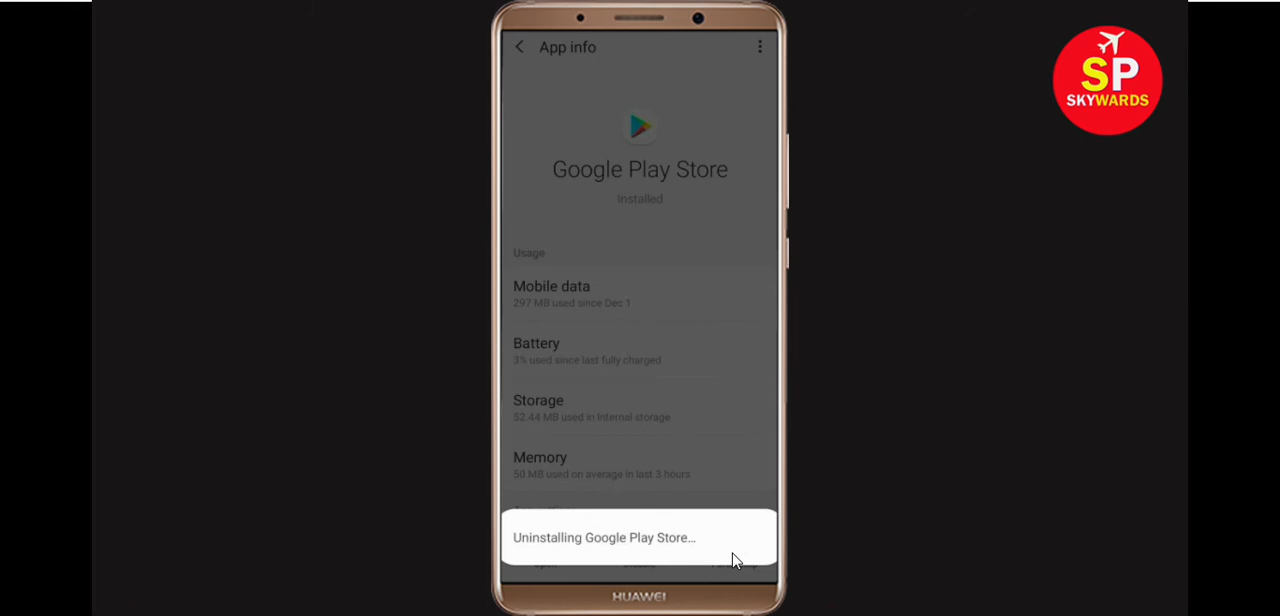 App info
SP
SKYWARDS
Google Play Store
Installed
Usage
Mobile data
297 MB used since Dec 1
Battery
3% used since last fully charged
Storage
52.44 MB used in Internal storage
Memory
50 MB used on average in last 3 hours
Uninstalling Google Play Store...
HUAWEI